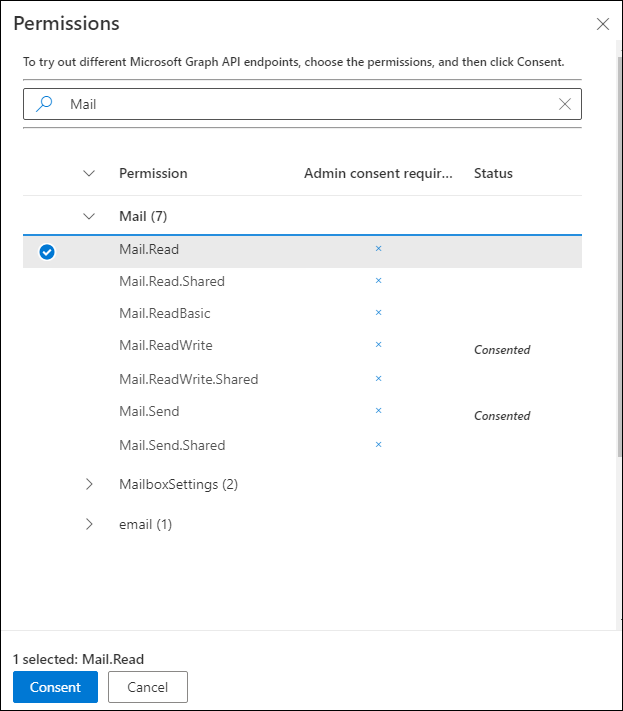 Permissions
To try out different Microsoft Graph API endpoints, choose the permissions, and then click Consent.
Mail
Permission Admin consent requir... Status
Mail (7)
Mail.Read ×
Mail.Read.Shared ×
Mail.ReadBasic ×
Mail.ReadWrite × Consented
Mail.ReadWrite.Shared ×
Mail.Send × Consented
Mail.Send.Shared ×
MailboxSettings (2)
email (1)
1 selected: Mail.Read
Consent Cancel